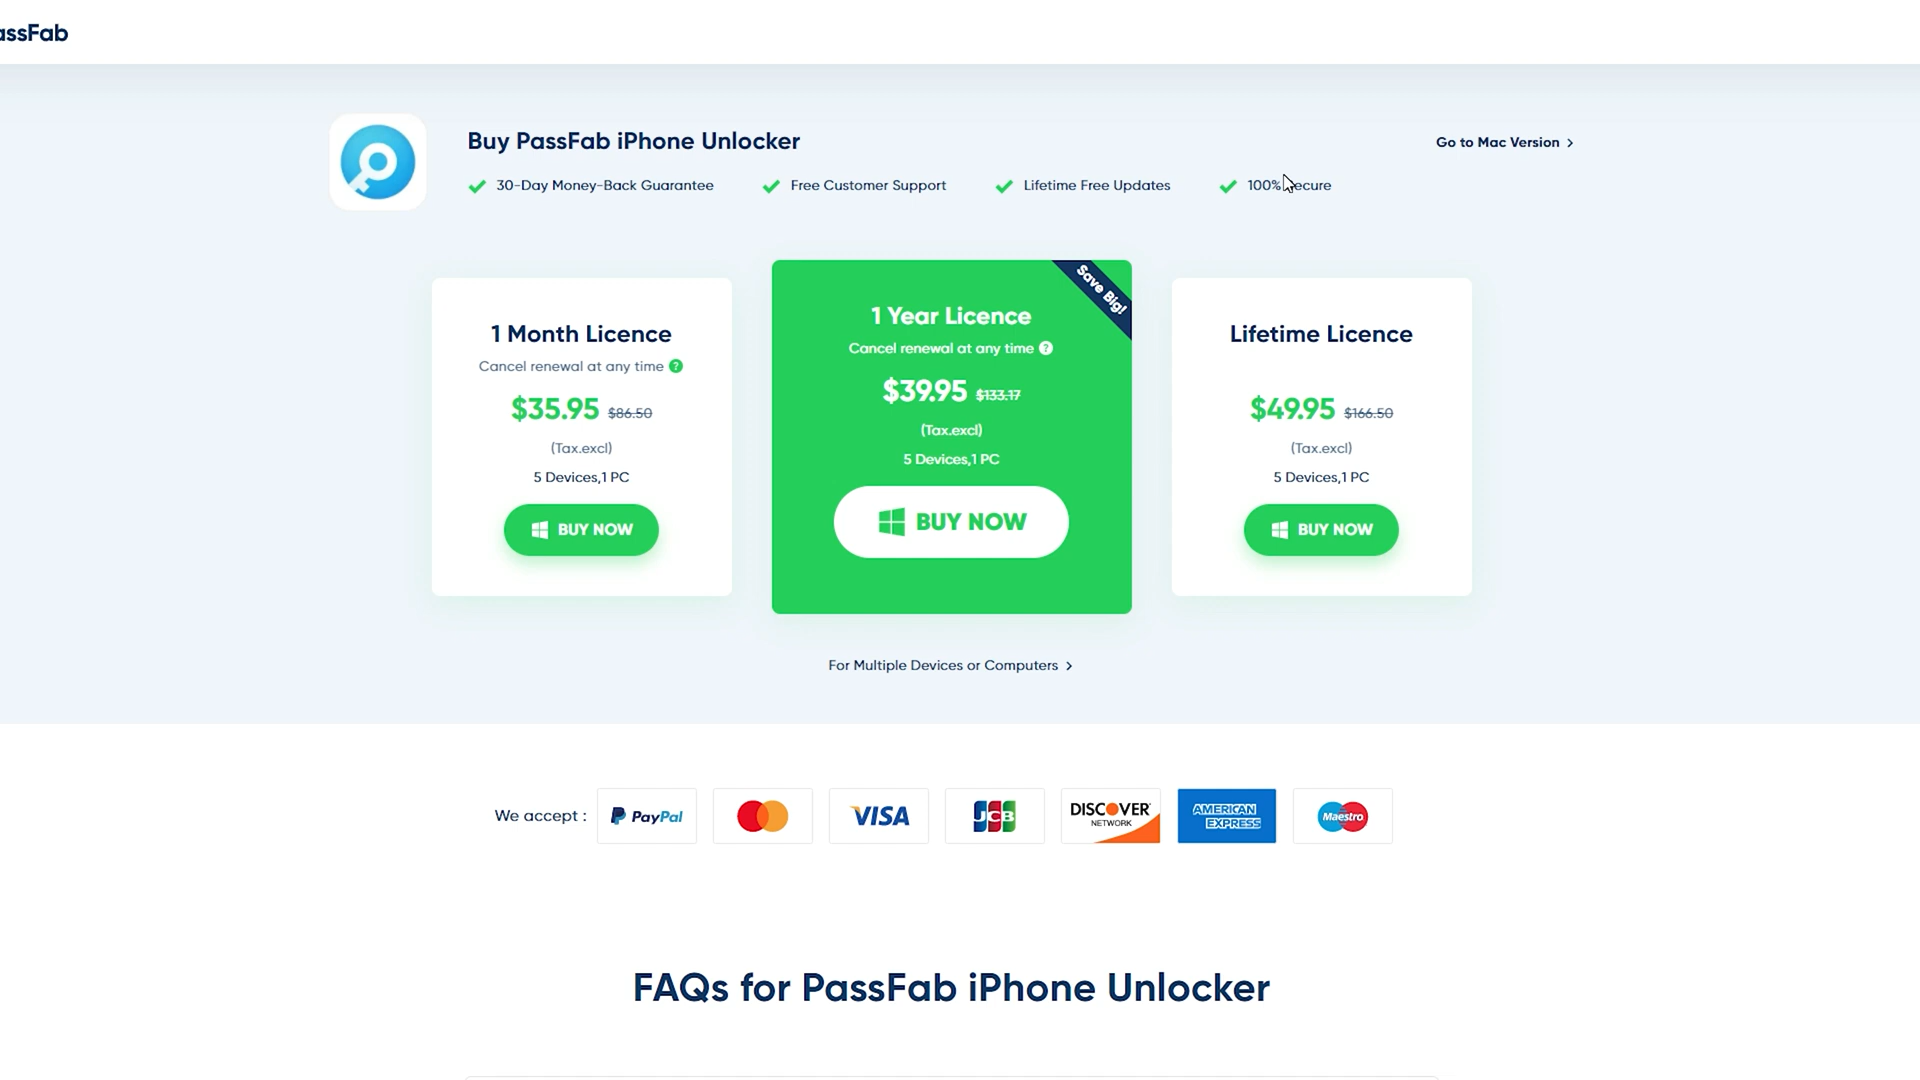 assFab
Buy PassFab iPhone Unlocker
Go to Mac Version
30-Day Money-Back Guarantee
Free Customer Support
Lifetime Free Updates
100% ecure
Save Big!
1 Month Licence
Cancel renewal at any time ?
$35.95 $86.50
(Tax.excl)
5 Devices,1 PC
BUY NOW
1 Year Licence
Cancel renewal at any time ?
$39.95 $133.17
(Tax.excl)
5 Devices,1 PC
BUY NOW
Lifetime Licence
$49.95 $166.50
(Tax.excl)
5 Devices,1 PC
BUY NOW
For Multiple Devices or Computers
We accept :
PayPal
VISA
JCB
DISCOVER
NETWORK
AMERICAN
EXPRESS
Maestro
FAQs for PassFab iPhone Unlocker